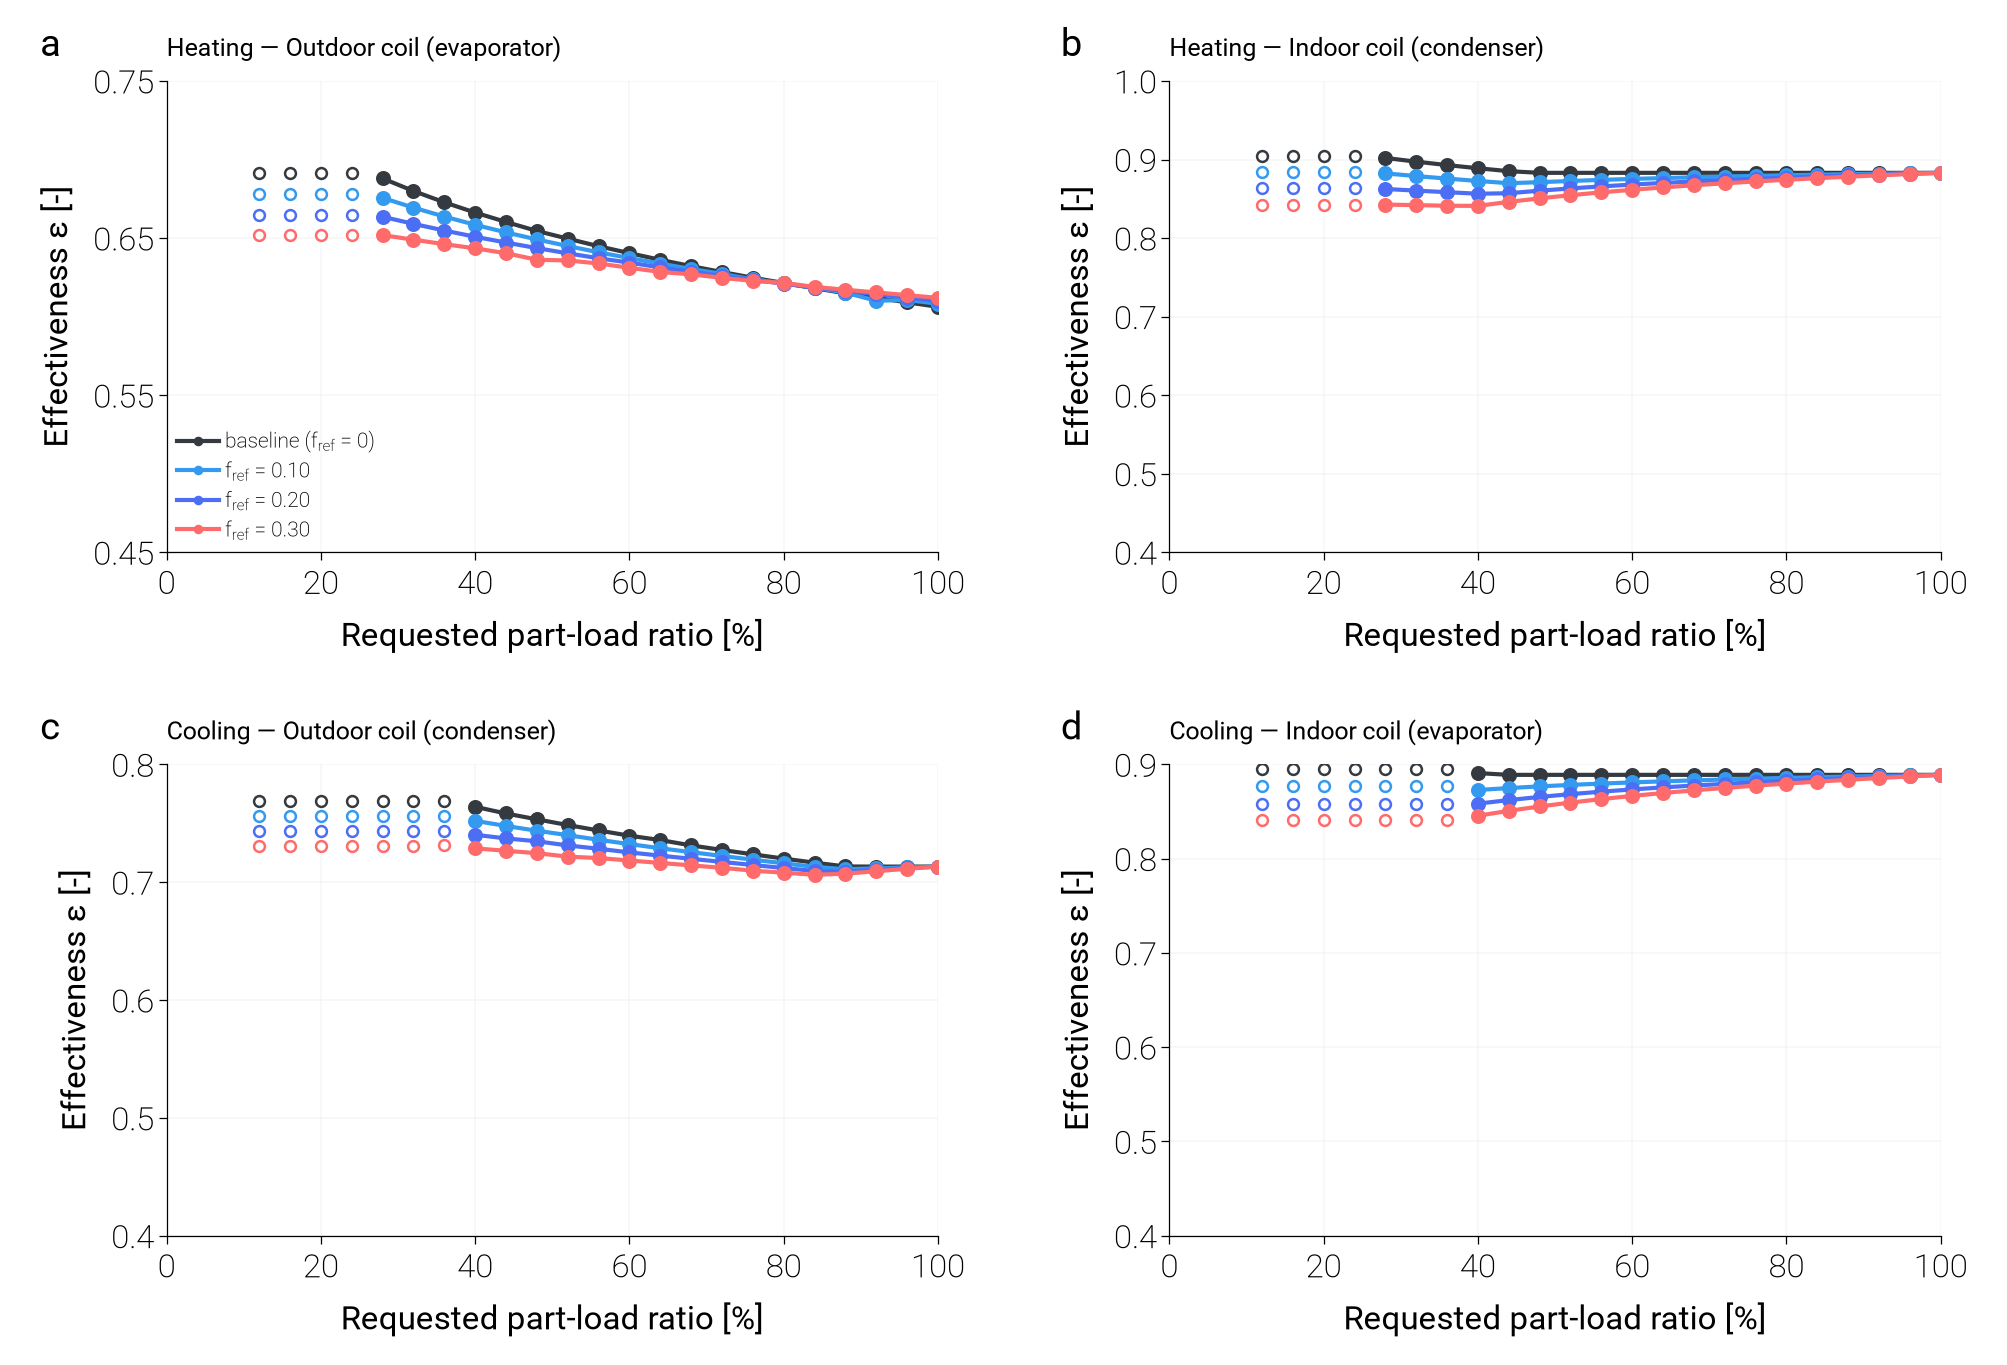 a
Heating — Outdoor coil (evaporator)
0.75
0.65
0.55
0.45
Effectiveness ε [-]
baseline (fref = 0)
fref = 0.10
fref = 0.20
fref = 0.30
0 20 40 60 80 100
Requested part-load ratio [%]
b
Heating — Indoor coil (condenser)
1.0
0.9
0.8
0.7
0.6
0.5
0.4
Effectiveness ε [-]
0 20 40 60 80 100
Requested part-load ratio [%]
c
Cooling — Outdoor coil (condenser)
0.8
0.7
0.6
0.5
0.4
Effectiveness ε [-]
0 20 40 60 80 100
Requested part-load ratio [%]
d
Cooling — Indoor coil (evaporator)
0.9
0.8
0.7
0.6
0.5
0.4
Effectiveness ε [-]
0 20 40 60 80 100
Requested part-load ratio [%]